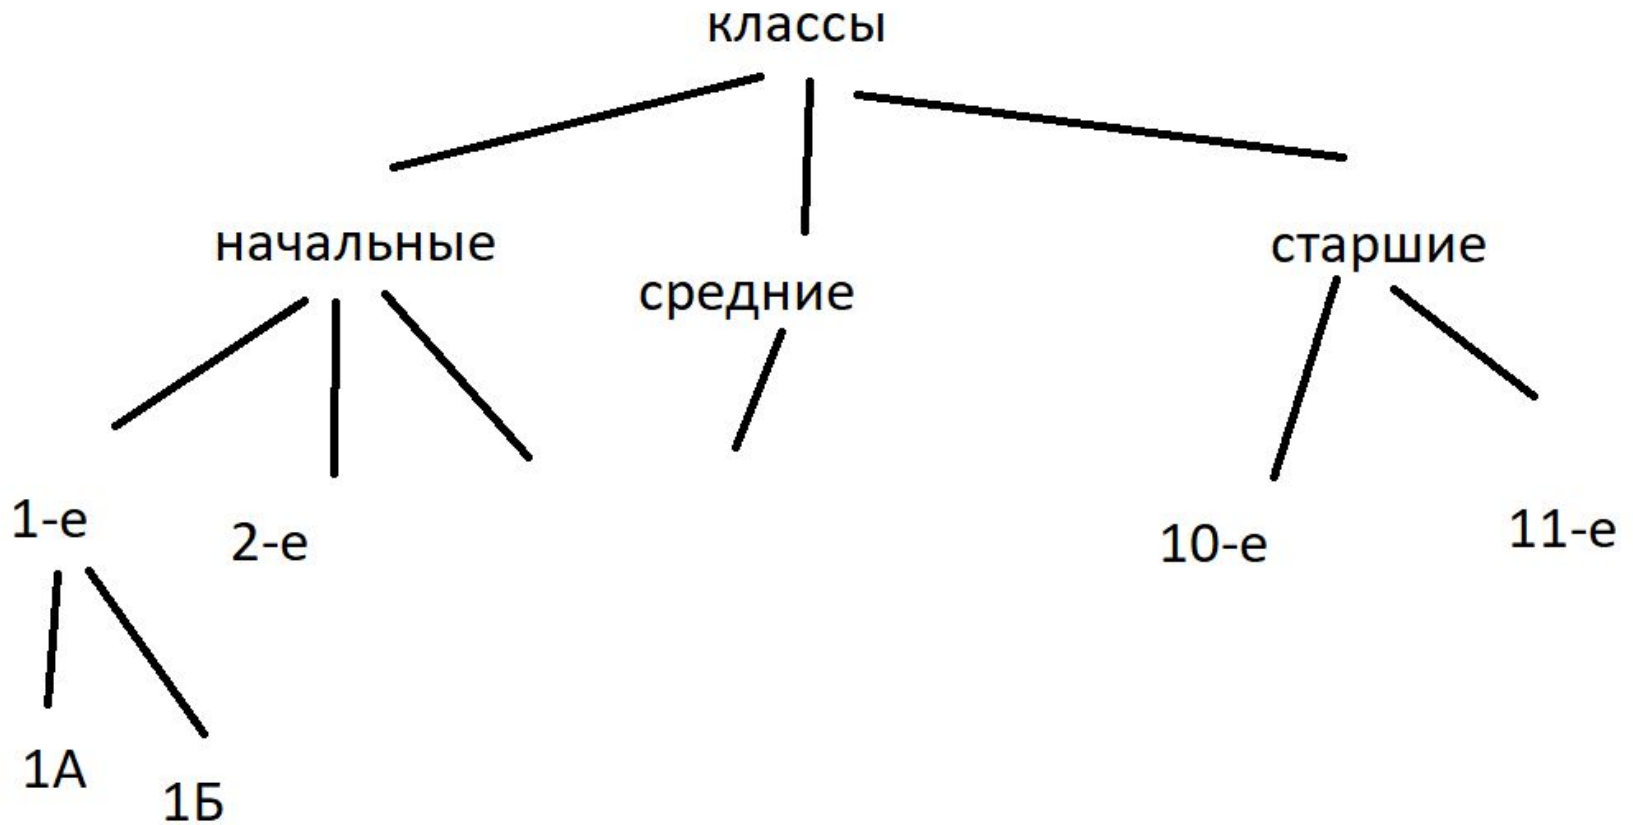 классы
начальные
средние
старшие
1-е
2-е
10-е
11-е
1А
1Б